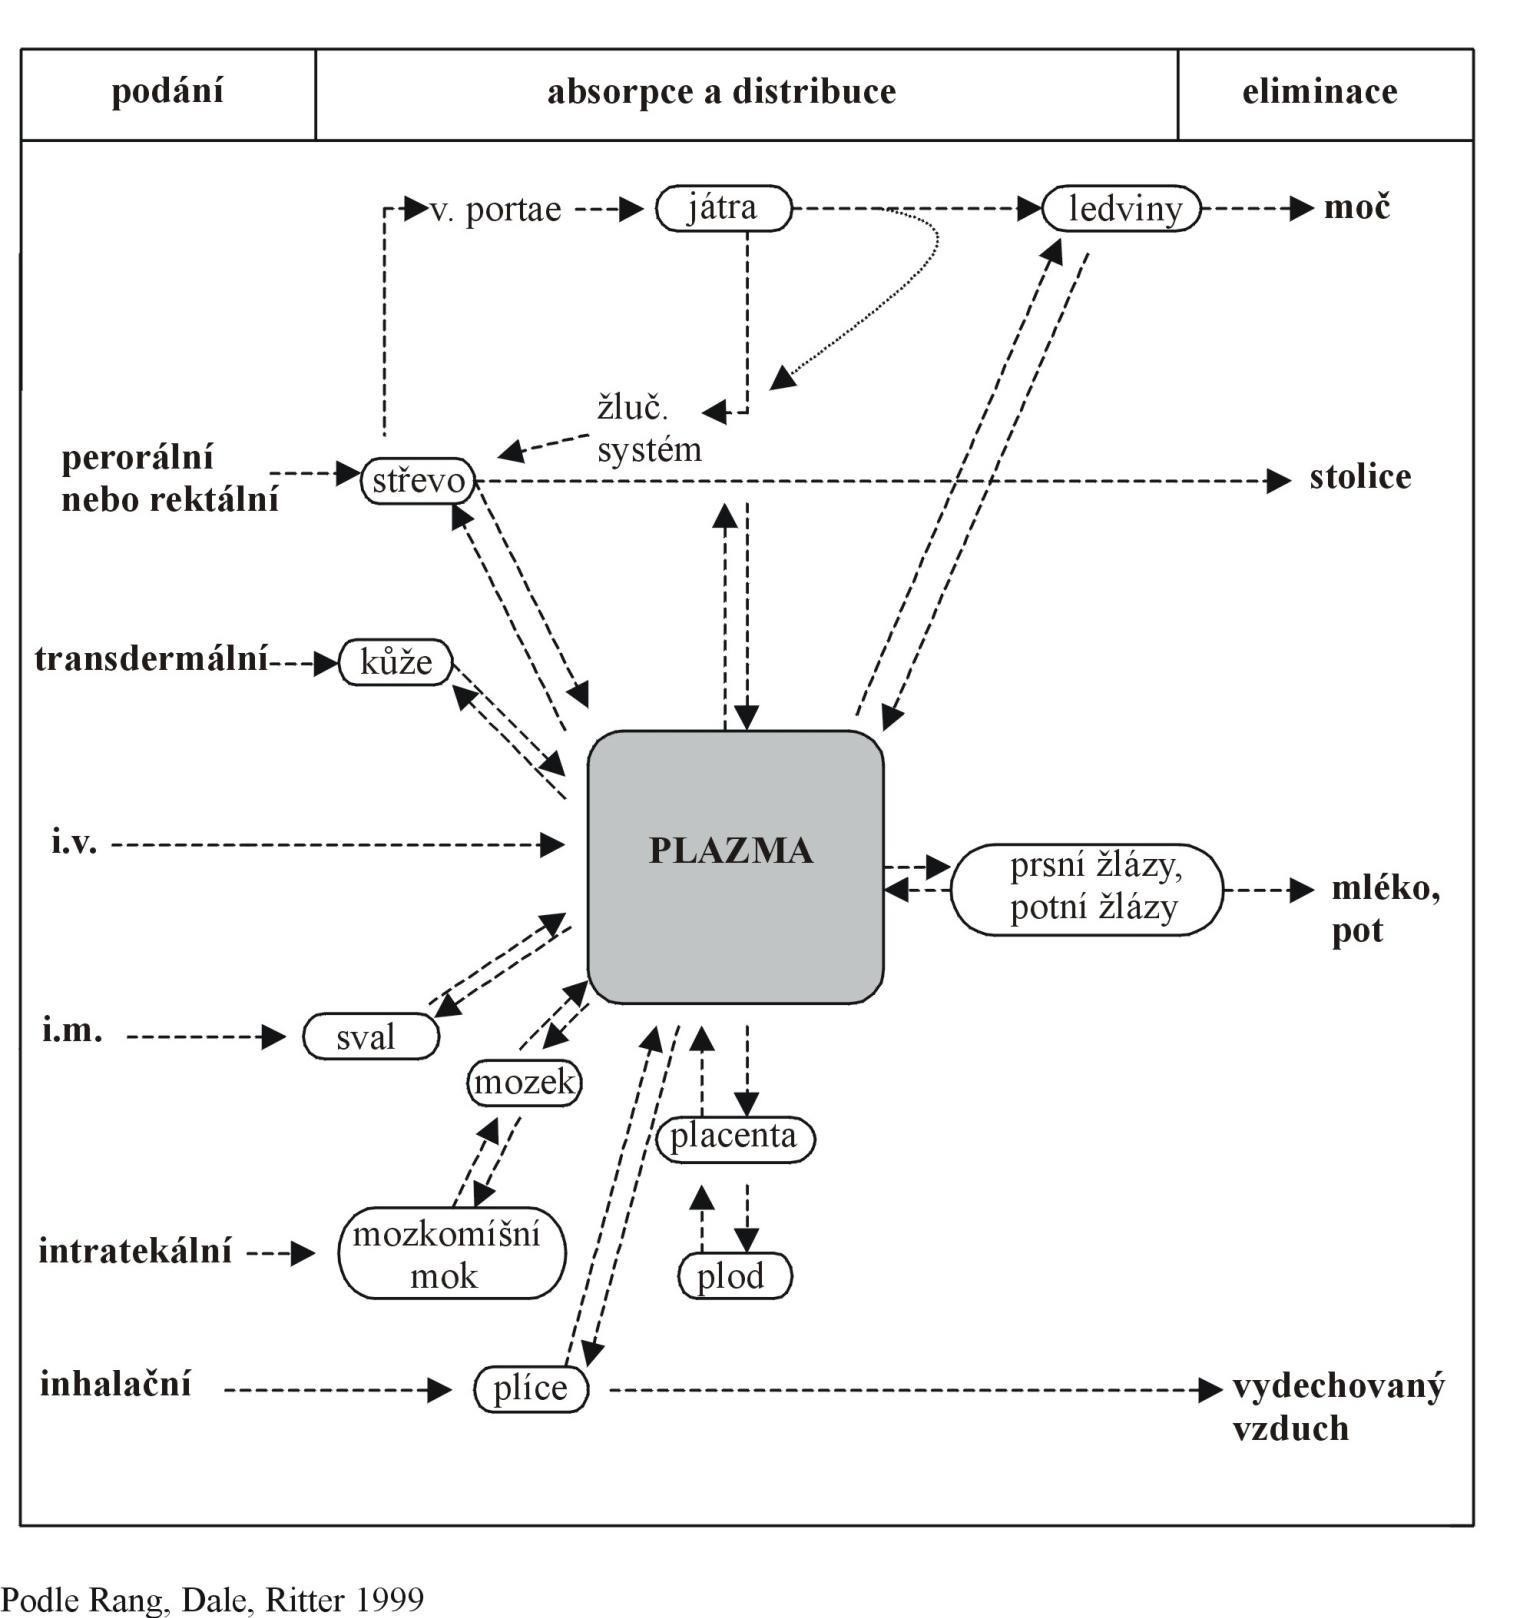 podání
absorpce a distribuce
eliminace
v. portae
játra
ledviny
moč
žluč.
systém
perorální
nebo rektální
střevo
stolice
transdermální
kůže
i.v.
PLAZMA
prsní žlázy,
potní žlázy
mléko,
pot
i.m.
sval
mozek
placenta
intratekální
mozkomíšní
mok
plod
inhalační
plíce
vydechovaný
vzduch
Podle Rang, Dale, Ritter 1999